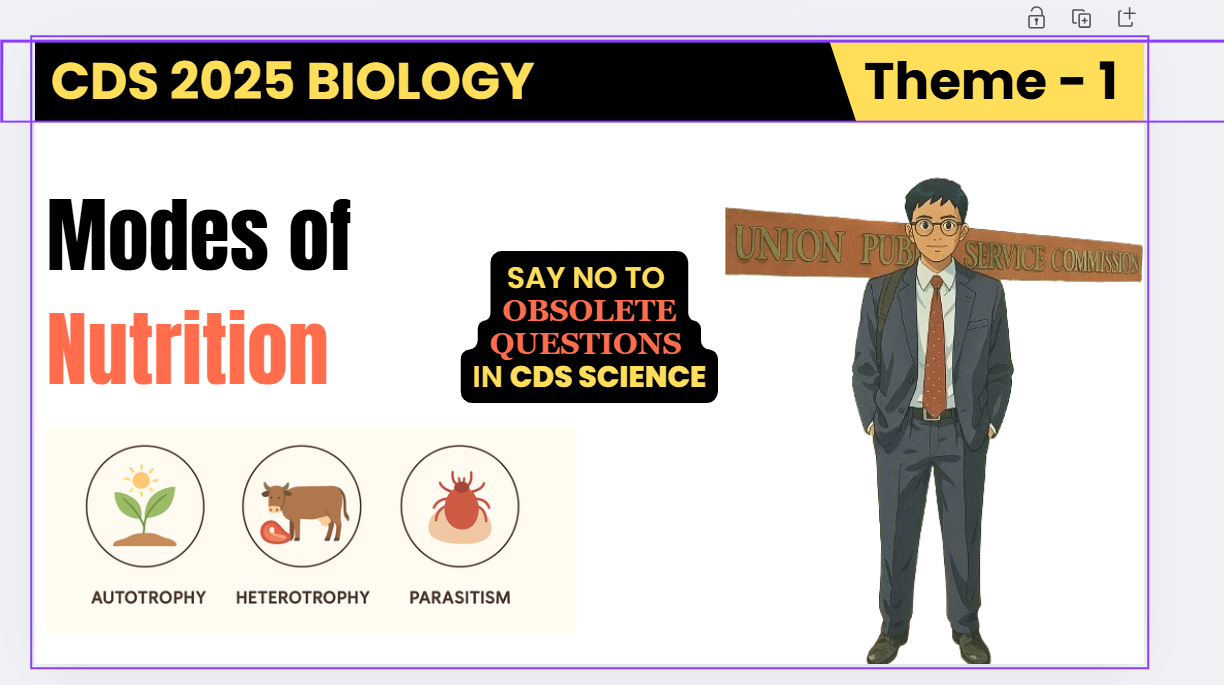 CDS 2025 BIOLOGY
Theme - 1
Modes of
Nutrition
SAY NO TO
OBSOLETE
QUESTIONS
IN CDS SCIENCE
UNION PUB SERVICE COMMISSION
AUTOTROPHY
HETEROTROPHY
PARASITISM